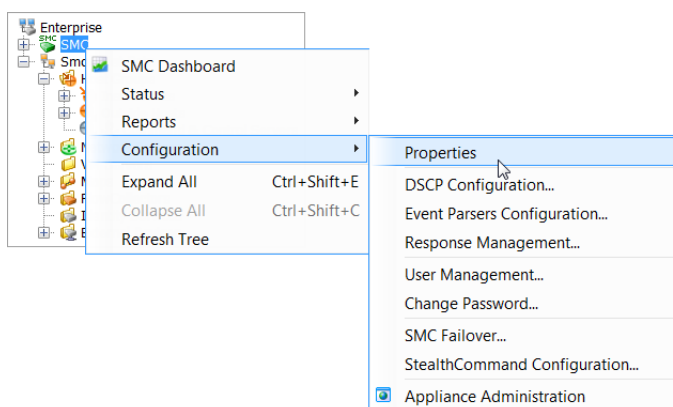 Enterprise
SMC
SMC
SMC Dashboard
Status
Reports
Configuration
Expand All Ctrl+Shift+E
Collapse All Ctrl+Shift+C
Refresh Tree
Properties
DSCP Configuration...
Event Parsers Configuration...
Response Management...
User Management...
Change Password...
SMC Failover...
StealthCommand Configuration...
Appliance Administration